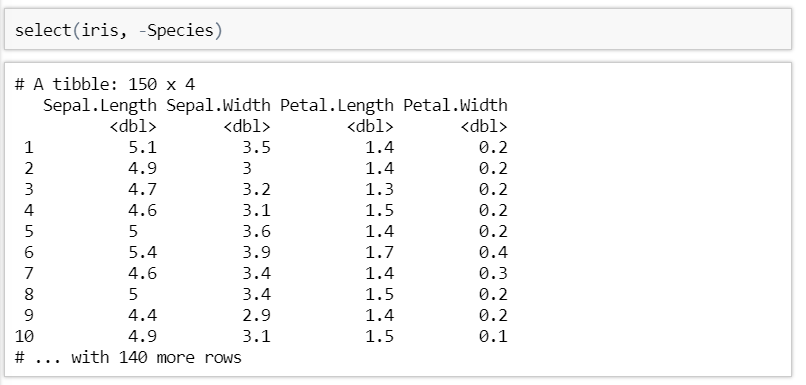 select(iris, -Species)
# A tibble: 150 x 4
   Sepal.Length Sepal.Width Petal.Length Petal.Width
          <dbl>       <dbl>        <dbl>       <dbl>
 1          5.1         3.5          1.4         0.2
 2          4.9         3            1.4         0.2
 3          4.7         3.2          1.3         0.2
 4          4.6         3.1          1.5         0.2
 5          5           3.6          1.4         0.2
 6          5.4         3.9          1.7         0.4
 7          4.6         3.4          1.4         0.3
 8          5           3.4          1.5         0.2
 9          4.4         2.9          1.4         0.2
10          4.9         3.1          1.5         0.1
# ... with 140 more rows